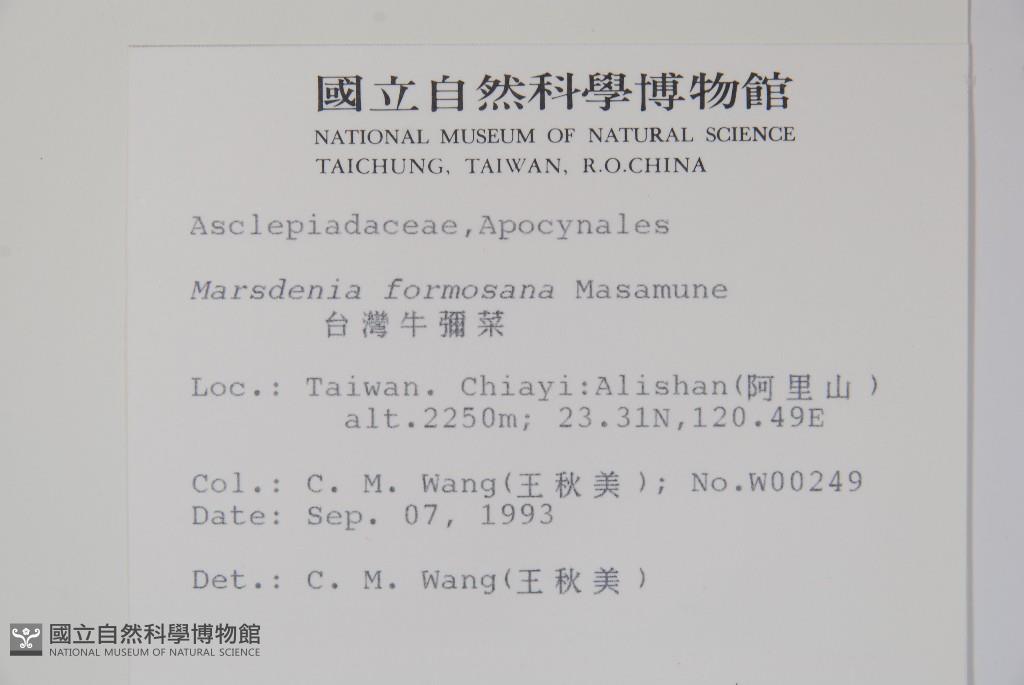 國立自然科學博物館
NATIONAL MUSEUM OF NATURAL SCIENCE
TAICHUNG, TAIWAN, R.O.CHINA
Asclepiadaceae,Apocynales
Marsdenia formosana Masamune
台灣牛彌菜
Loc.: Taiwan. Chiayi:Alishan(阿里山)
alt.2250m; 23.31N,120.49E
Col.: C. M. Wang(王秋美); No.W00249
Date: Sep. 07, 1993
Det.: C. M. Wang(王秋美)
國立自然科學博物館
NATIONAL MUSEUM OF NATURAL SCIENCE